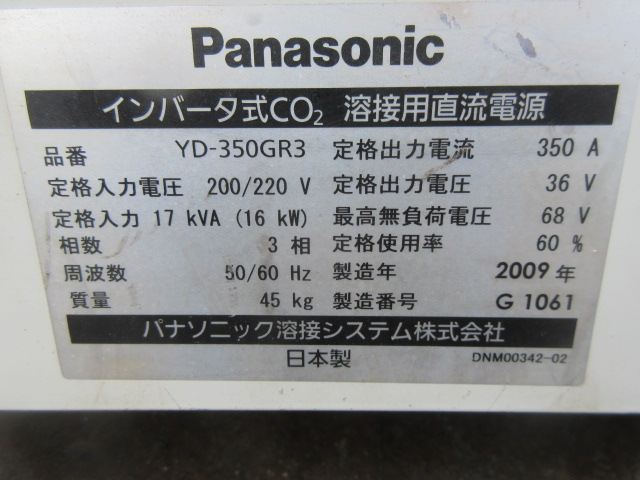 Panasonic
インバータ式CO₂ 溶接用直流電源
品番 YD-350GR3 定格出力電流 350 A
定格入力電圧 200/220 V 定格出力電圧 36 V
定格入力 17 kVA (16 kW) 最高無負荷電圧 68 V
相数 3 相 定格使用率 60 %
周波数 50/60 Hz 製造年 2009 年
質量 45 kg 製造番号 G 1061
パナソニック溶接システム株式会社
日本製 DNM00342-02